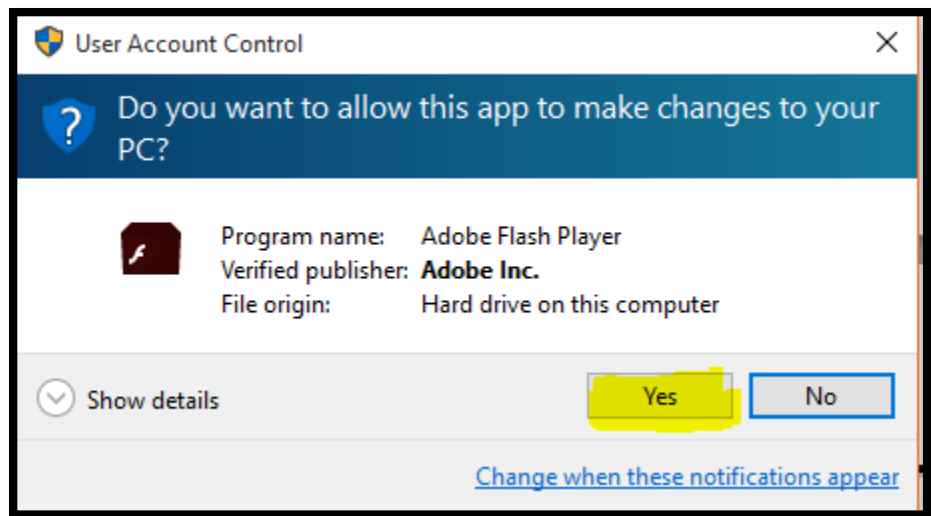 User Account Control
Do you want to allow this app to make changes to your
PC?
Program name: Adobe Flash Player
Verified publisher: Adobe Inc.
File origin: Hard drive on this computer
Show details
Yes
No
Change when these notifications appear